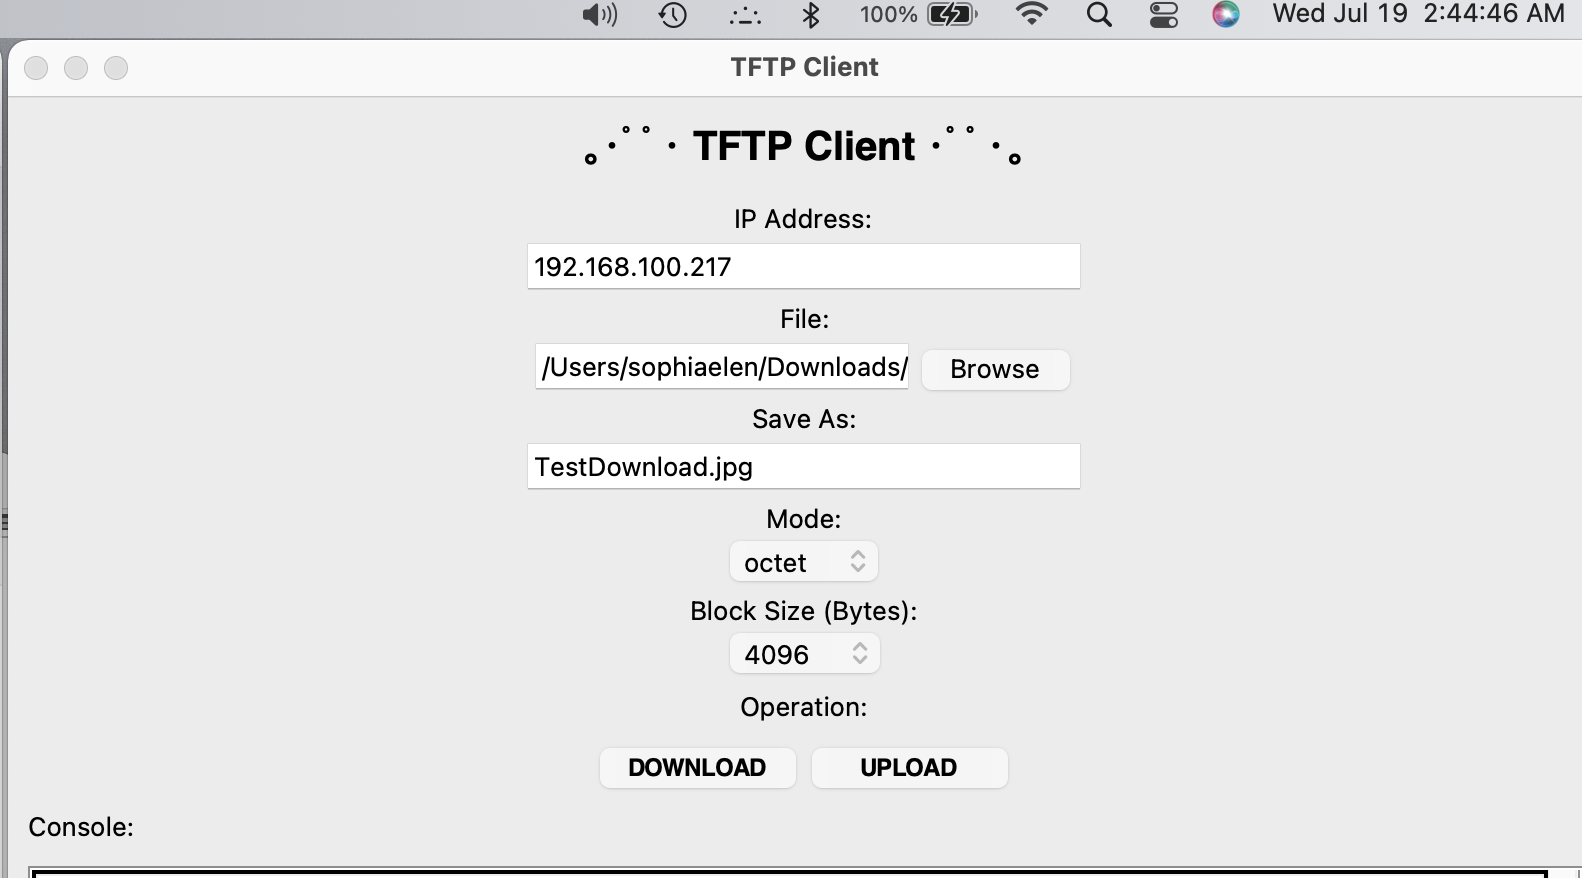 100% Wed Jul 19 2:44:46 AM
TFTP Client
｡･ﾟﾟ･ TFTP Client ･ﾟﾟ･｡
IP Address:
192.168.100.217
File:
/Users/sophiaelen/Downloads/ Browse
Save As:
TestDownload.jpg
Mode:
octet
Block Size (Bytes):
4096
Operation:
DOWNLOAD UPLOAD
Console: